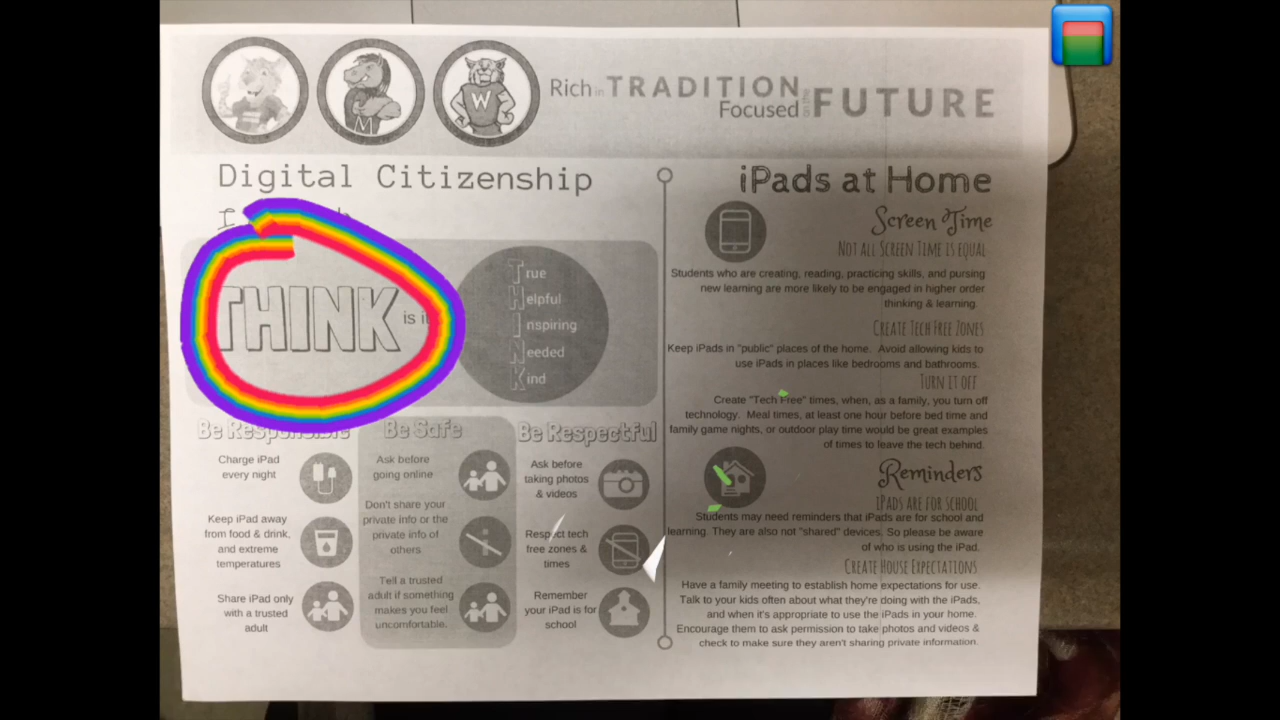 Rich in TRADITION
Focused on the FUTURE
W
M
Digital Citizenship
THINK is it
True
Helpful
Inspiring
Needed
Kind
Be Responsible
Charge iPad
every night
Keep iPad away
from food & drink,
and extreme
temperatures
Share iPad only
with a trusted
adult
Be Safe
Ask before
going online
Don't share your
private info or the
private info of
others
Tell a trusted
adult if something
makes you feel
uncomfortable.
Be Respectful
Ask before
taking photos
& videos
Respect tech
free zones &
times
Remember
your iPad is for
school
iPads at Home
Screen Time
NOT ALL SCREEN TIME IS EQUAL
Students who are creating, reading, practicing skills, and pursing
new learning are more likely to be engaged in higher order
thinking & learning.
CREATE TECH FREE ZONES
Keep iPads in "public" places of the home. Avoid allowing kids to
use iPads in places like bedrooms and bathrooms.
TURN IT OFF
Create "Tech Free" times, when, as a family, you turn off
technology. Meal times, at least one hour before bed time and
family game nights, or outdoor play time would be great examples
of times to leave the tech behind.
Reminders
IPADS ARE FOR SCHOOL
Students may need reminders that iPads are for school and
learning. They are also not "shared" devices. So please be aware
of who is using the iPad.
CREATE HOUSE EXPECTATIONS
Have a family meeting to establish home expectations for use.
Talk to your kids often about what they're doing with the iPads,
and when it's appropriate to use the iPads in your home.
Encourage them to ask permission to take photos and videos &
check to make sure they aren't sharing private information.